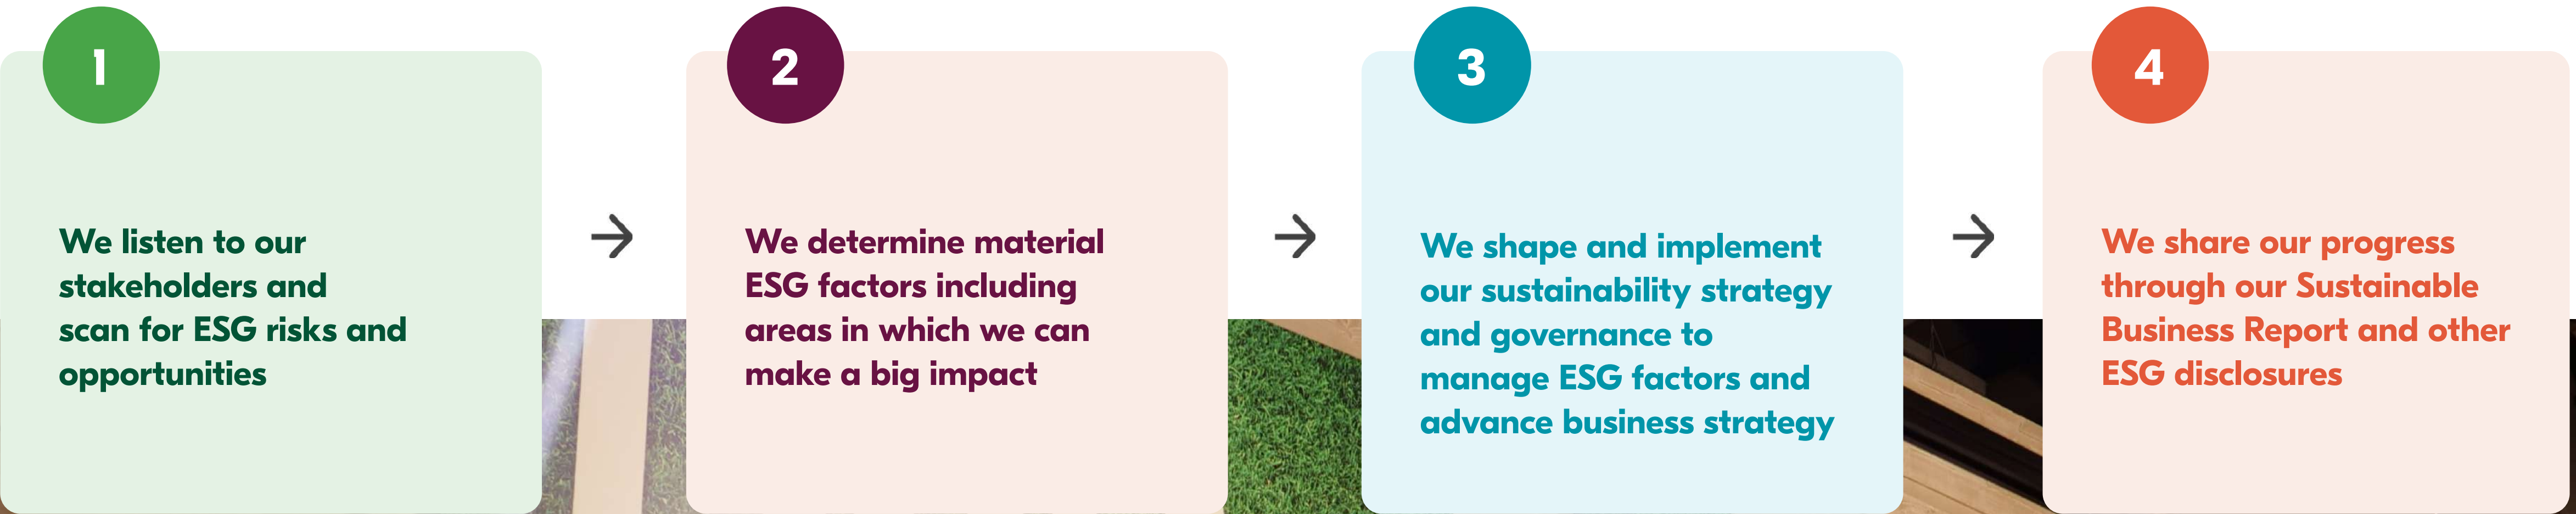 1
We listen to our
stakeholders and
scan for ESG risks and
opportunities
2
We determine material
ESG factors including
areas in which we can
make a big impact
3
We shape and implement
our sustainability strategy
and governance to
manage ESG factors and
advance business strategy
4
We share our progress
through our Sustainable
Business Report and other
ESG disclosures